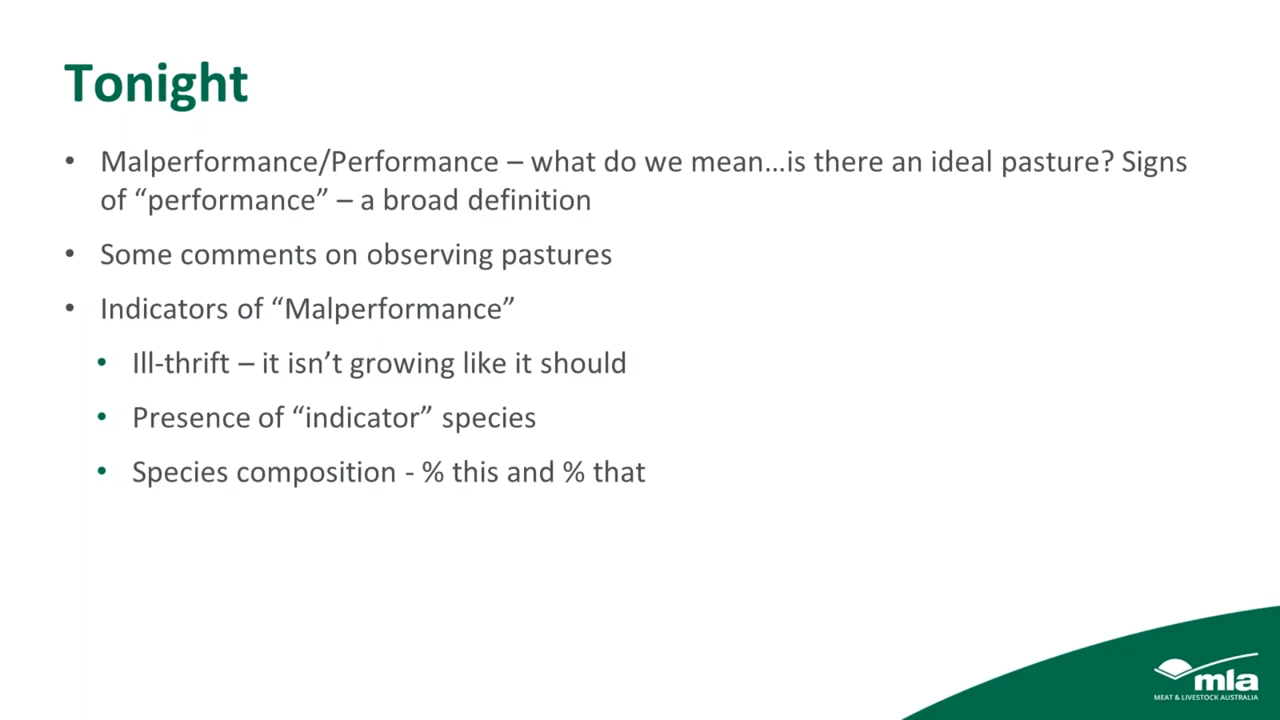 Tonight
• Malperformance/Performance – what do we mean…is there an ideal pasture? Signs
of “performance” – a broad definition
• Some comments on observing pastures
• Indicators of “Malperformance”
• Ill-thrift – it isn’t growing like it should
• Presence of “indicator” species
• Species composition - % this and % that
mla
MEAT & LIVESTOCK AUSTRALIA